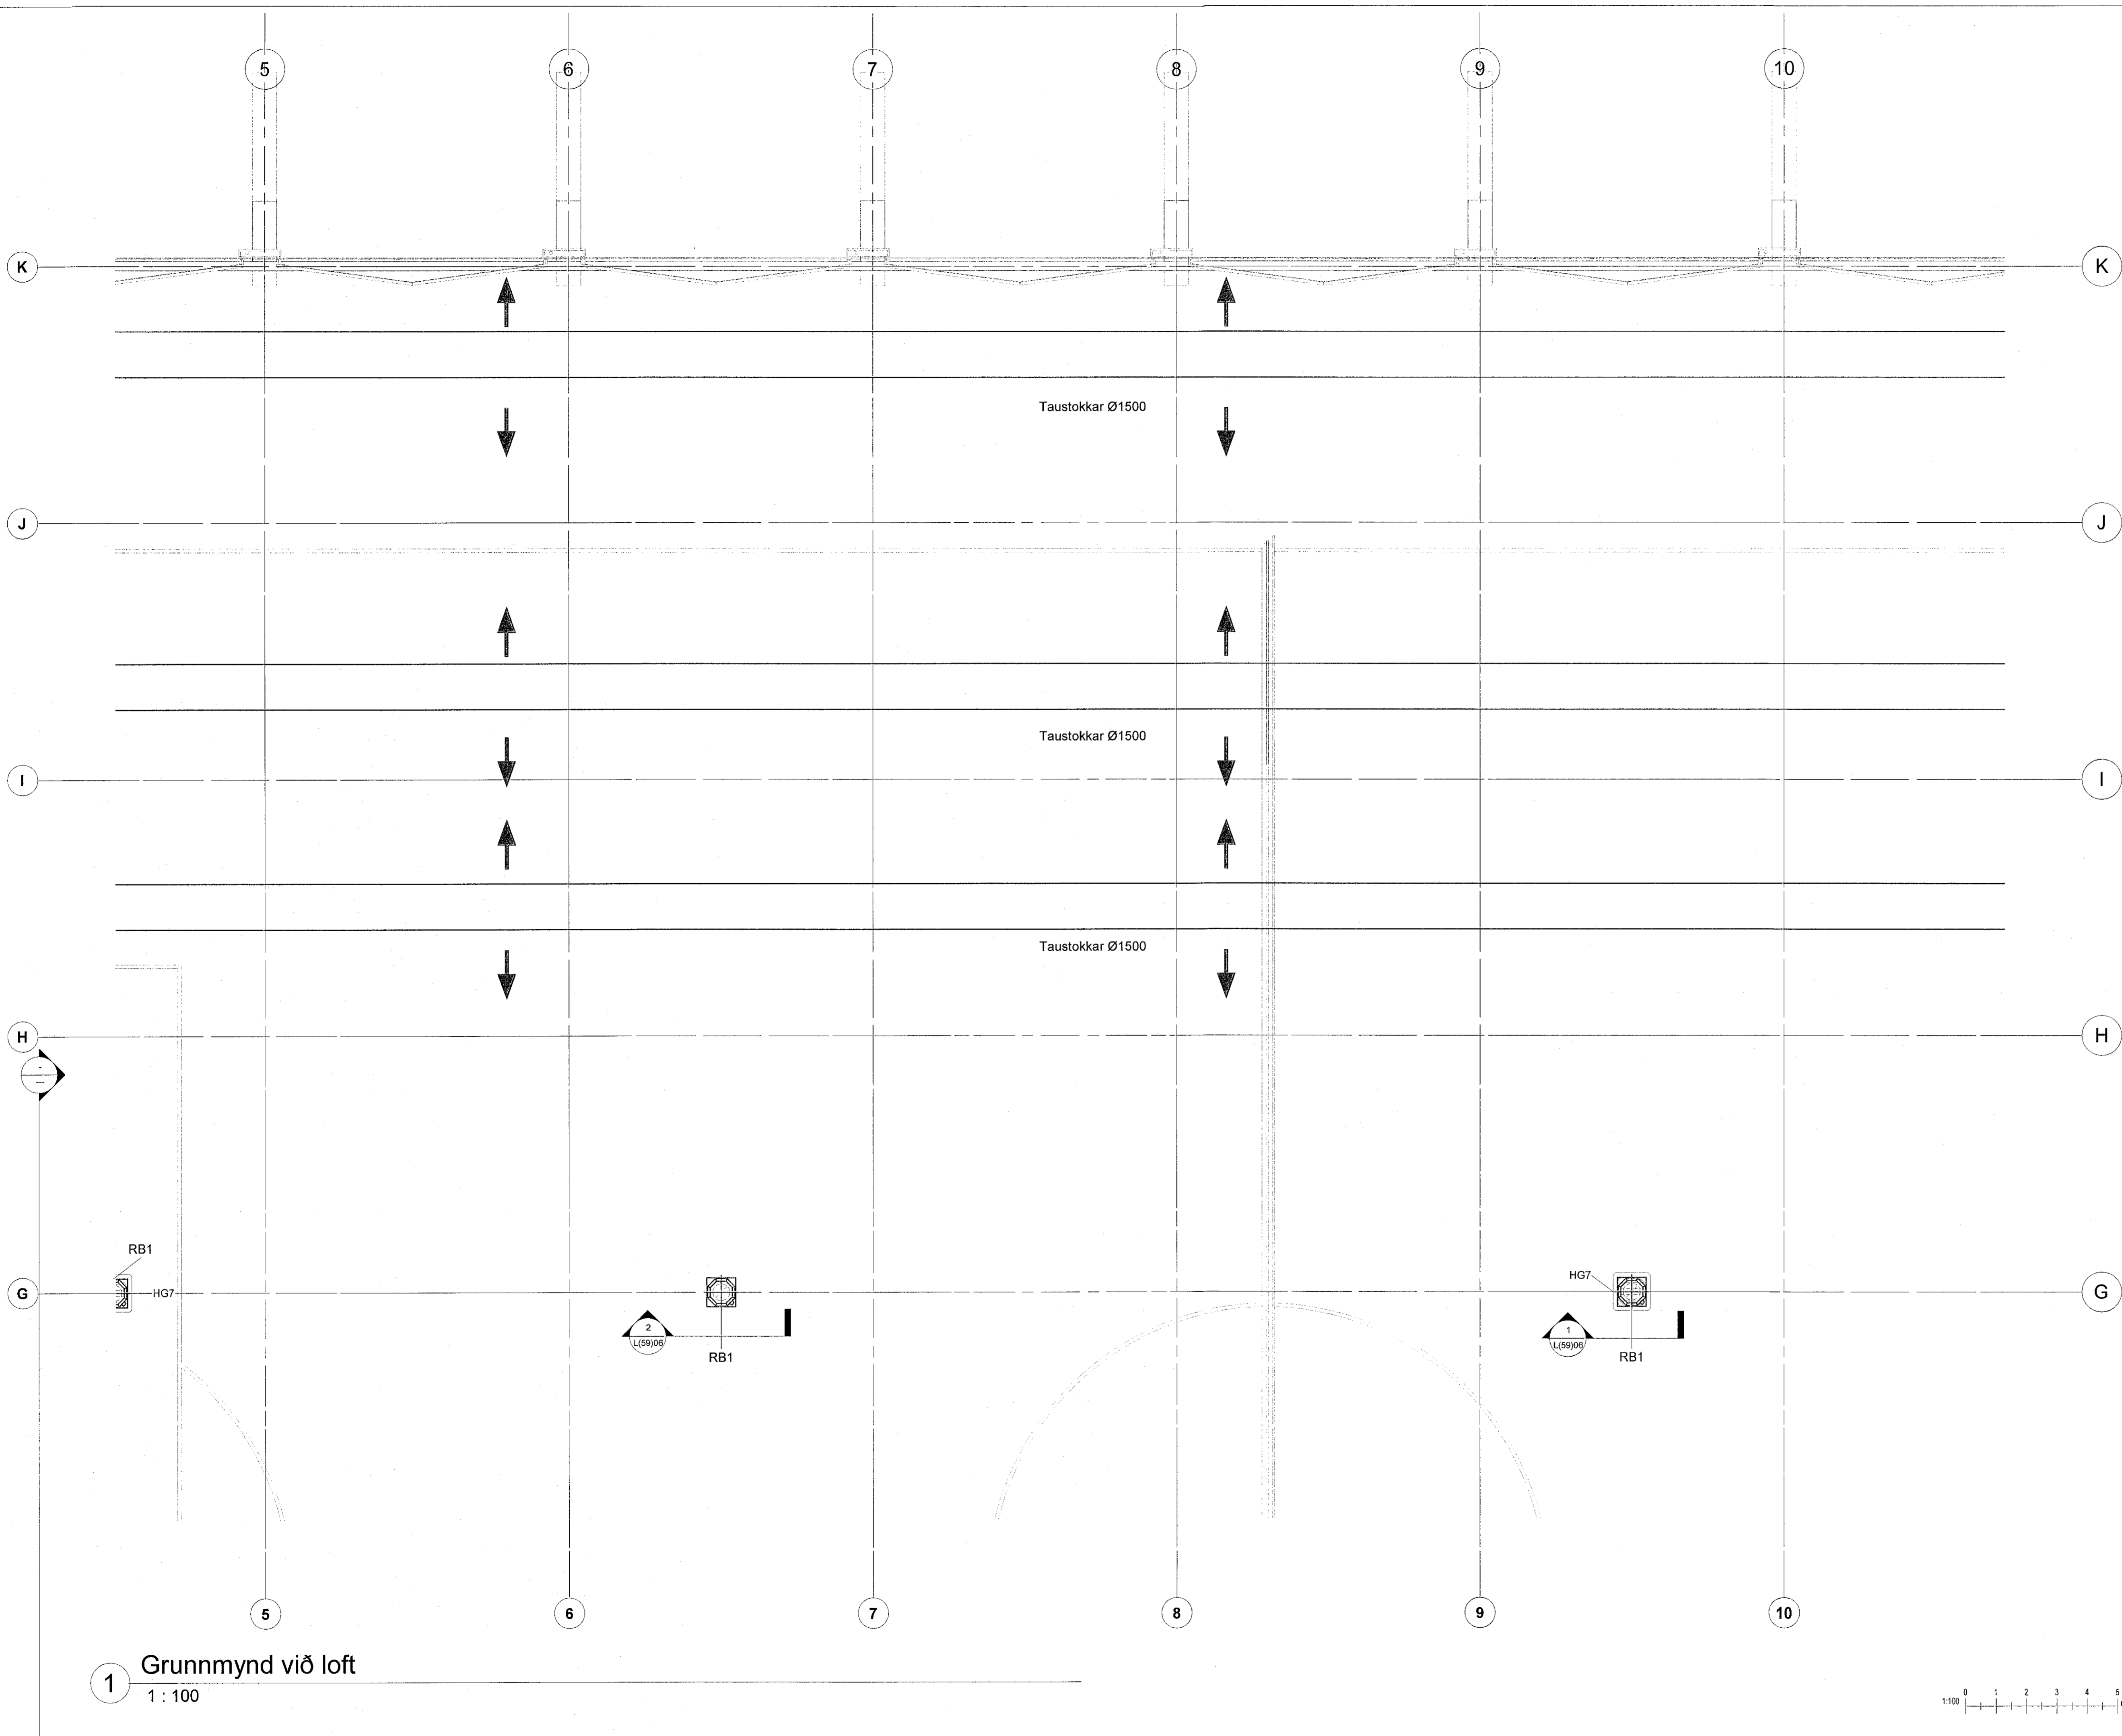 5 6 7 8 9 10
K K
Taustokkar Ø1500
J J
Taustokkar Ø1500
I I
Taustokkar Ø1500
H H
RB1
G HG7 HG7 G
2
L(59)06
RB1
1
L(59)06
RB1
5 6 7 8 9 10
1 Grunnmynd við loft
1 : 100
1:100 0 1 2 3 4 5